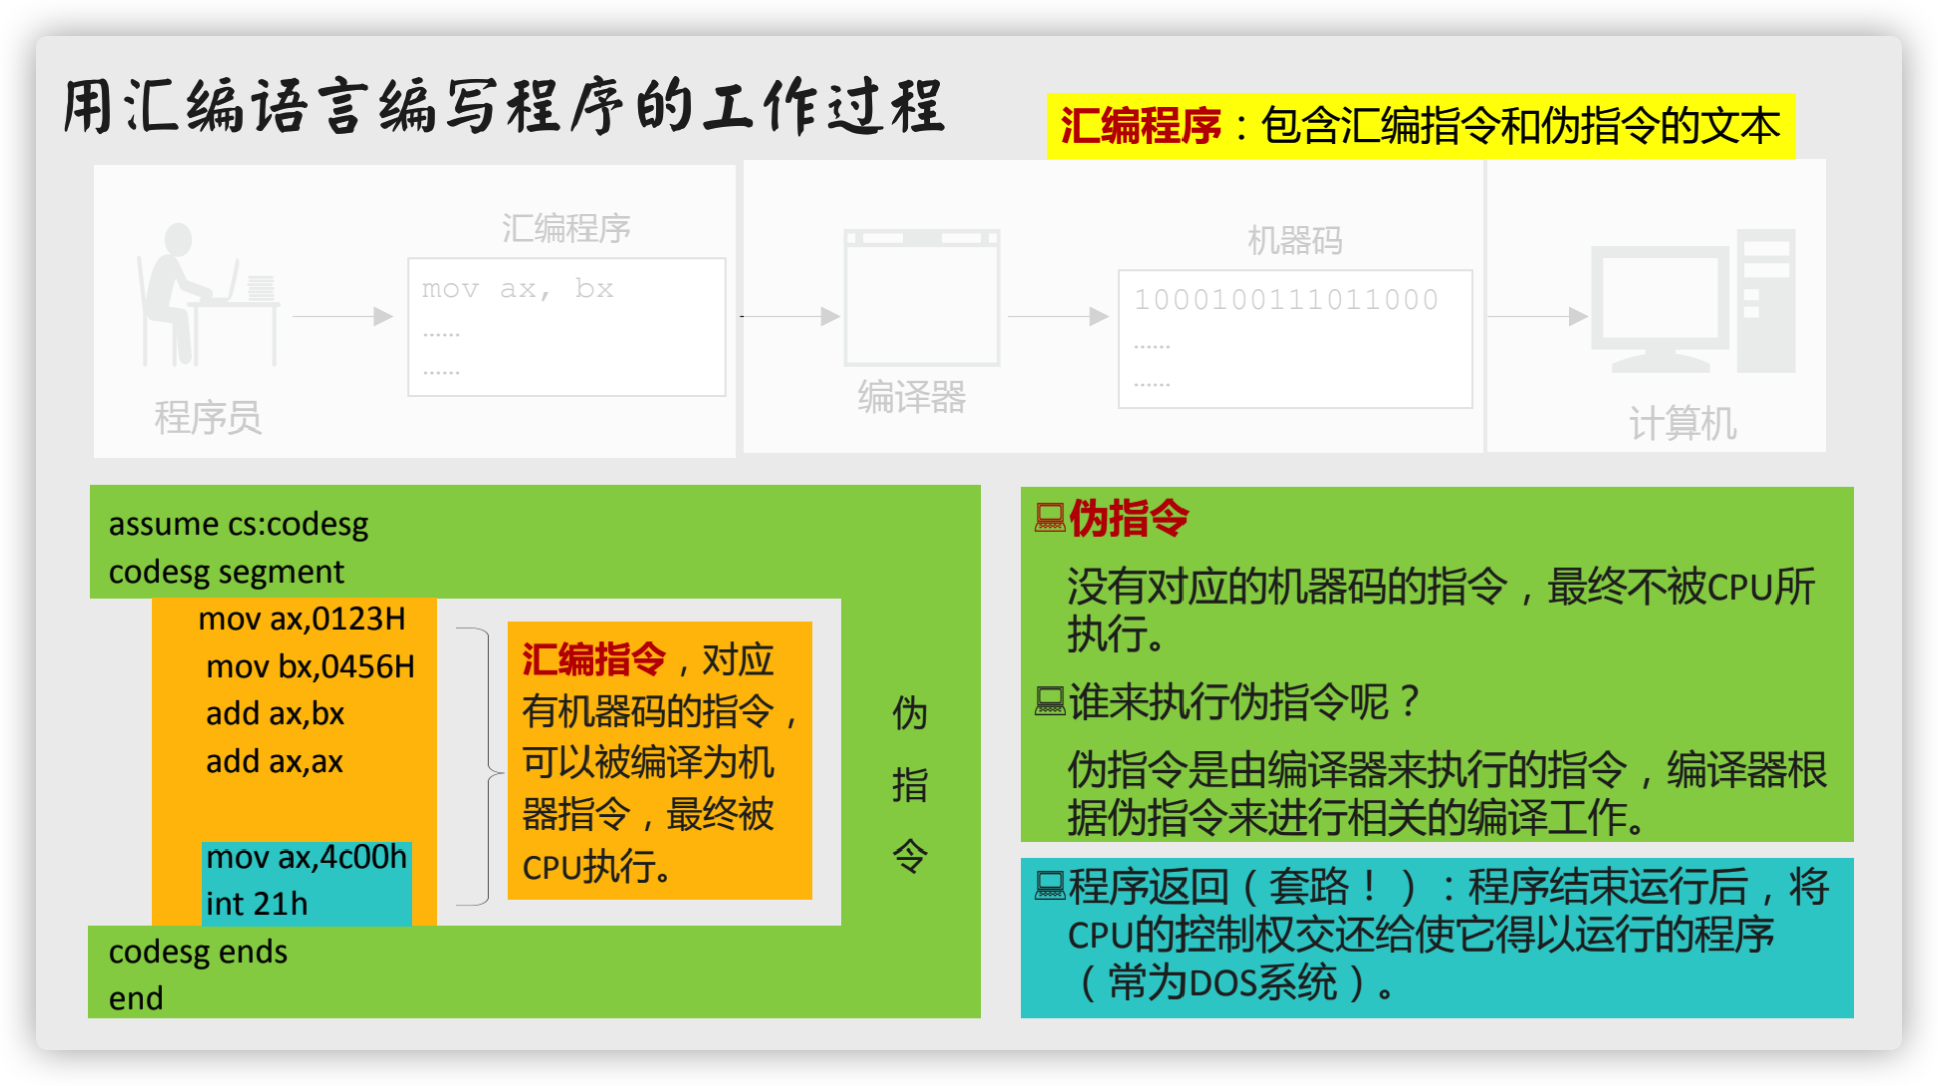 用汇编语言编写程序的工作过程
汇编程序：包含汇编指令和伪指令的文本
汇编程序
mov ax, bx
……
……
程序员
编译器
机器码
1000100111011000
……
……
计算机
assume cs:codesg
codesg segment
mov ax,0123H
mov bx,0456H
add ax,bx
add ax,ax
mov ax,4c00h
int 21h
codesg ends
end
汇编指令，对应
有机器码的指令，
可以被编译为机
器指令，最终被
CPU执行。
伪
指
令
伪指令
没有对应的机器码的指令，最终不被CPU所
执行。
谁来执行伪指令呢？
伪指令是由编译器来执行的指令，编译器根
据伪指令来进行相关的编译工作。
程序返回（套路！）：程序结束运行后，将
CPU的控制权交还给使它得以运行的程序
（常为DOS系统）。